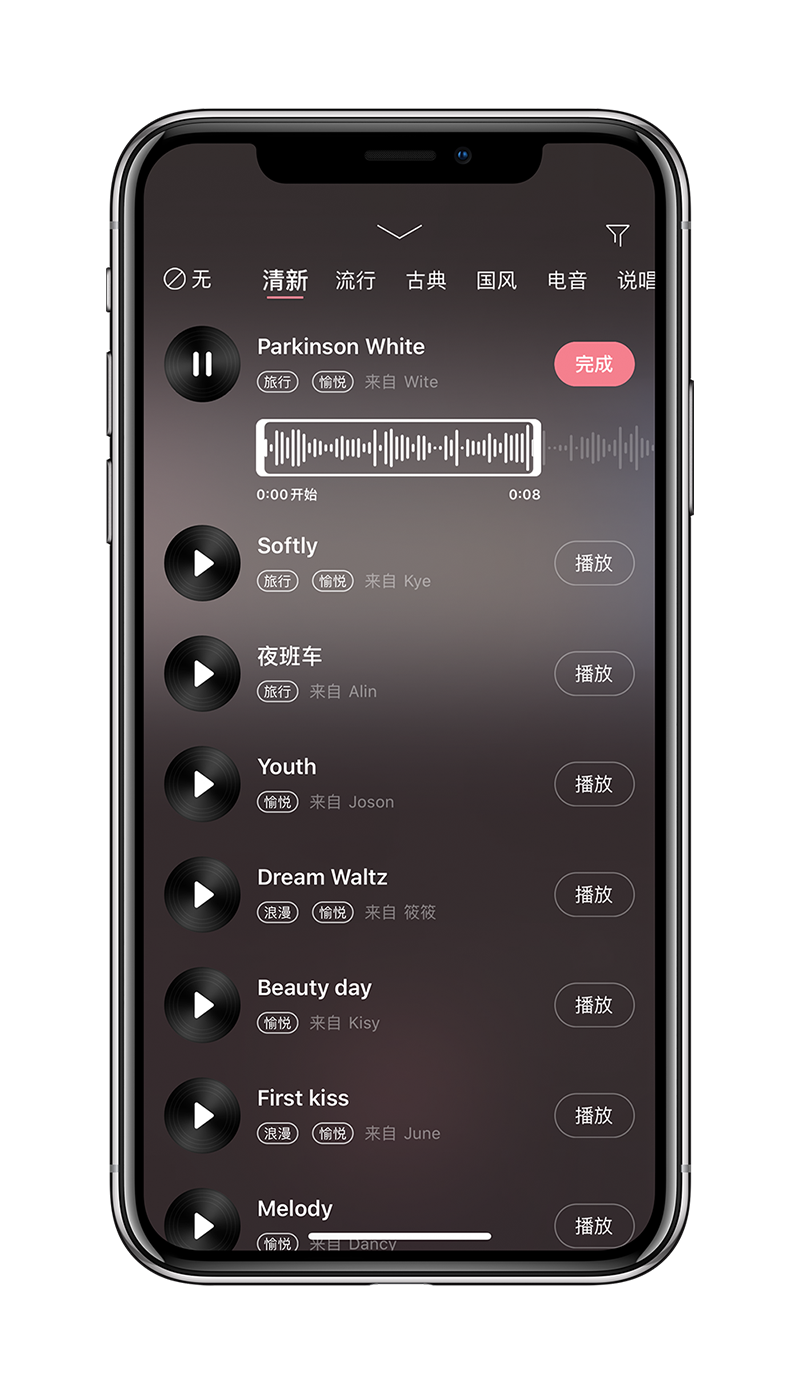 无 清新 流行 古典 国风 电音 说唱
Parkinson White
旅行 愉悦 来自 Wite
完成
0:00开始 0:08
Softly
旅行 愉悦 来自 Kye
播放
夜班车
旅行 来自 Alin
播放
Youth
愉悦 来自 Joson
播放
Dream Waltz
浪漫 愉悦 来自 筱筱
播放
Beauty day
愉悦 来自 Kisy
播放
First kiss
浪漫 愉悦 来自 June
播放
Melody
愉悦 来自 Dancy
播放